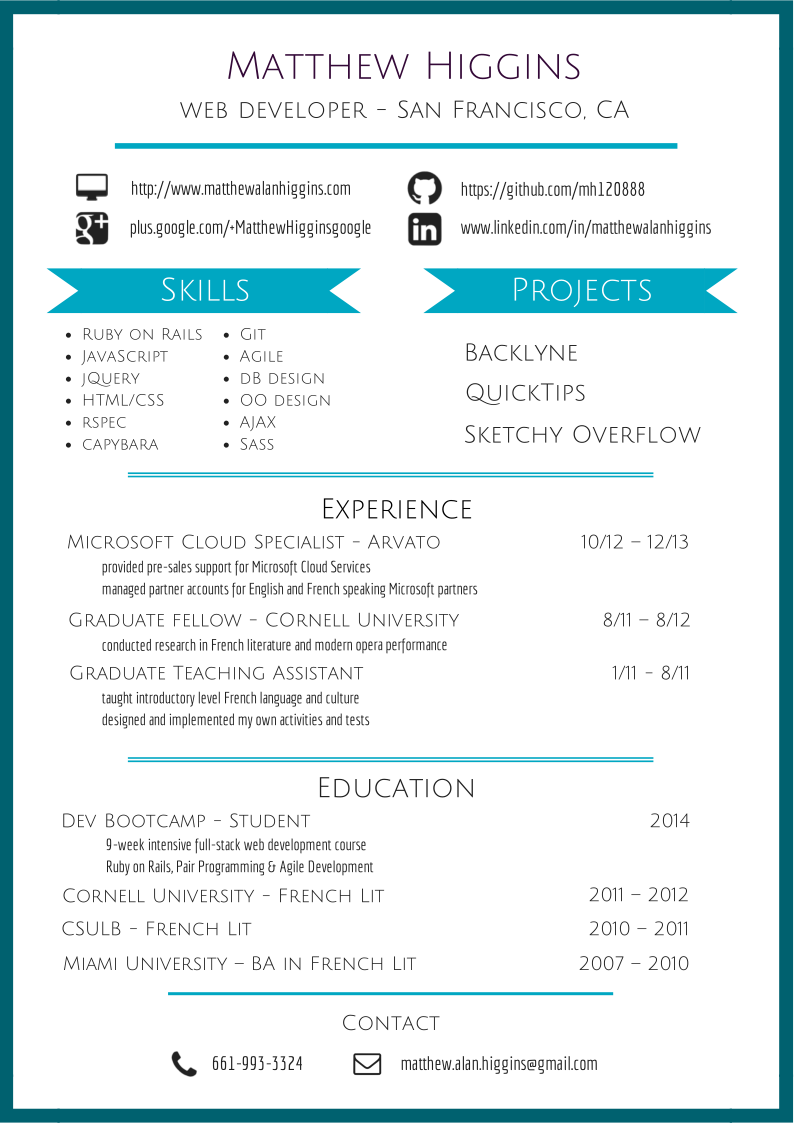 Matthew Higgins
web developer - San Francisco, CA
http://www.matthewalanhiggins.com
https://github.com/mh120888
plus.google.com/+MatthewHigginsgoogle
www.linkedin.com/in/matthewalanhiggins
Skills
Projects
Ruby on Rails
JavaScript
jQuery
HTML/CSS
rspec
capybara
Git
Agile
dB design
OO design
AJAX
Sass
Backlyne
QuickTips
Sketchy Overflow
Experience
Microsoft Cloud Specialist - Arvato 10/12 – 12/13
provided pre-sales support for Microsoft Cloud Services
managed partner accounts for English and French speaking Microsoft partners
Graduate fellow - COrnell University 8/11 – 8/12
conducted research in French literature and modern opera performance
Graduate Teaching Assistant 1/11 - 8/11
taught introductory level French language and culture
designed and implemented my own activities and tests
Education
Dev Bootcamp - Student 2014
9-week intensive full-stack web development course
Ruby on Rails, Pair Programming & Agile Development
Cornell University - French Lit 2011 – 2012
CSULB - French Lit 2010 – 2011
Miami University – BA in French Lit 2007 – 2010
Contact
661-993-3324
matthew.alan.higgins@gmail.com